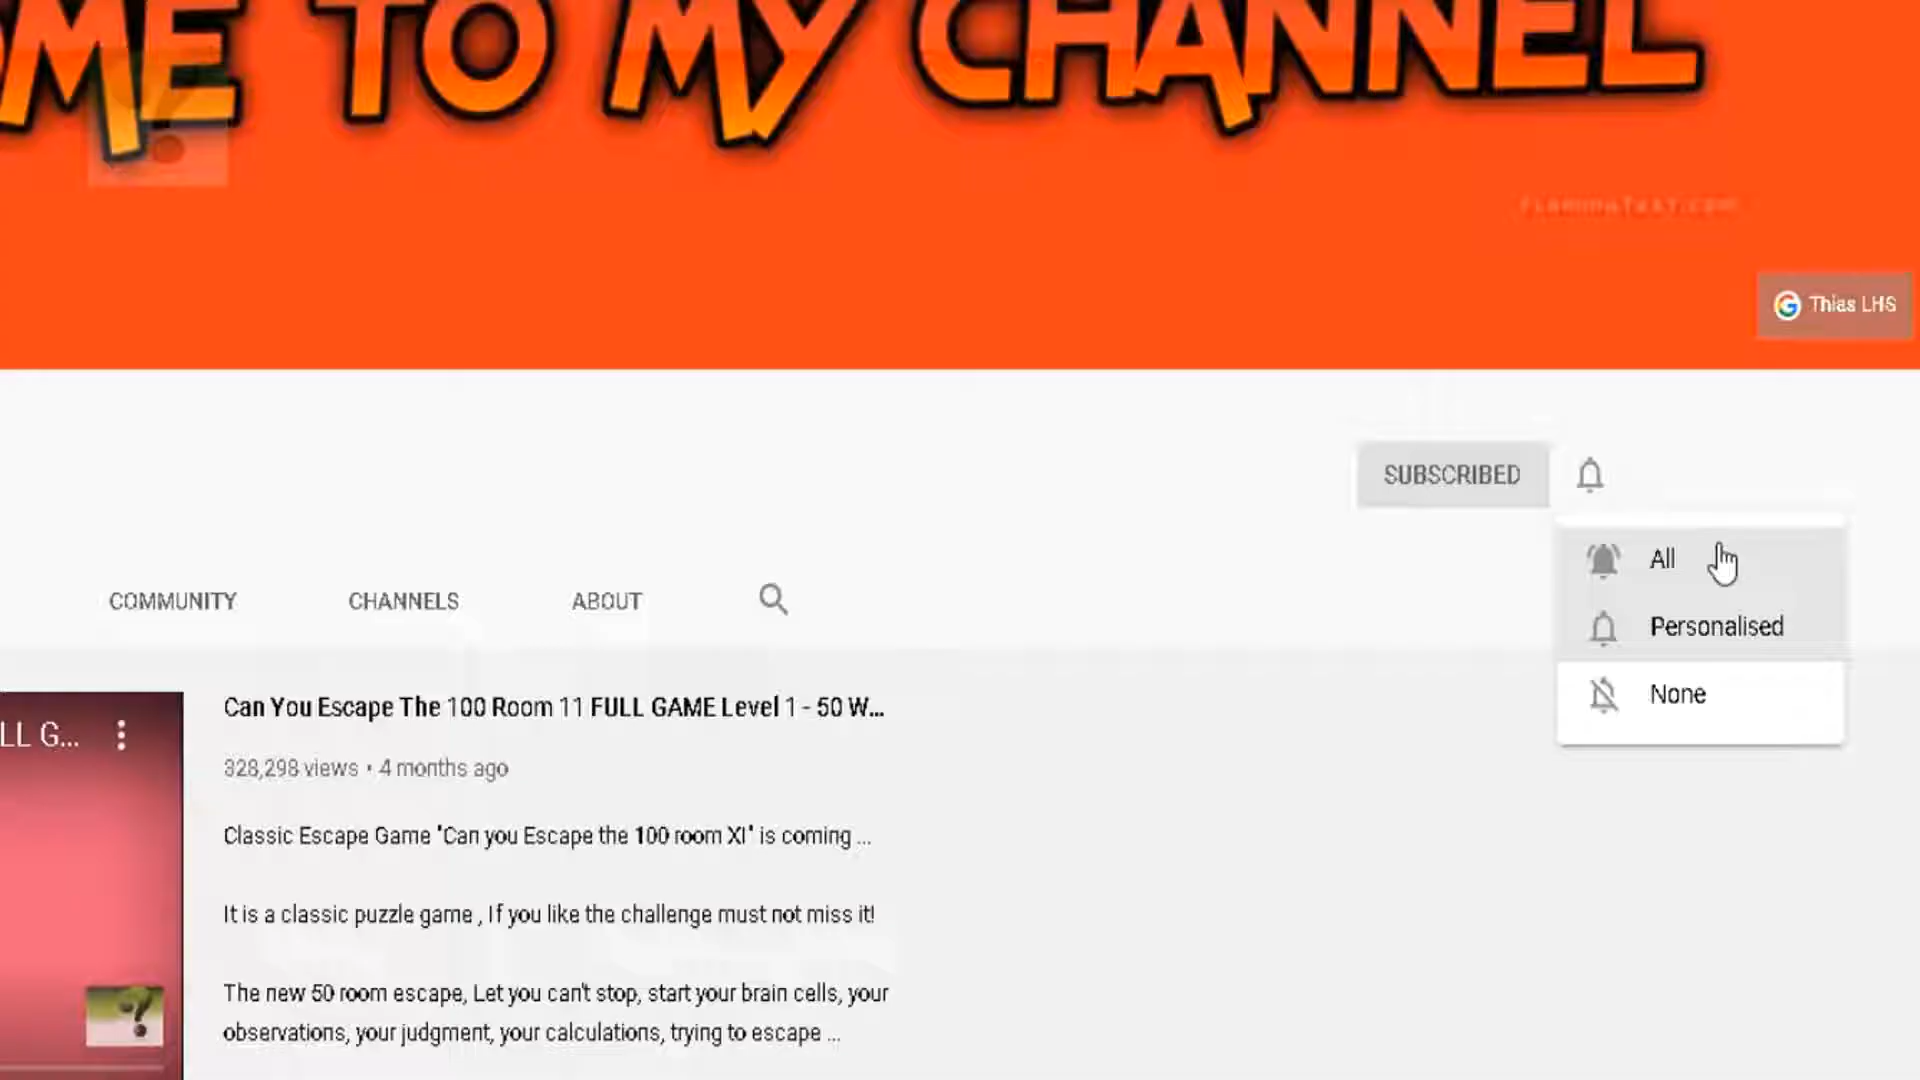 ME TO MY CHANNEL
FlamingText.com
Thias LHS
SUBSCRIBED
All
COMMUNITY CHANNELS ABOUT
Personalised
None
LL G...
Can You Escape The 100 Room 11 FULL GAME Level 1 - 50 W...
328,298 views • 4 months ago
Classic Escape Game "Can you Escape the 100 room XI" is coming ...
It is a classic puzzle game , If you like the challenge must not miss it!
The new 50 room escape, Let you can't stop, start your brain cells, your
observations, your judgment, your calculations, trying to escape ...